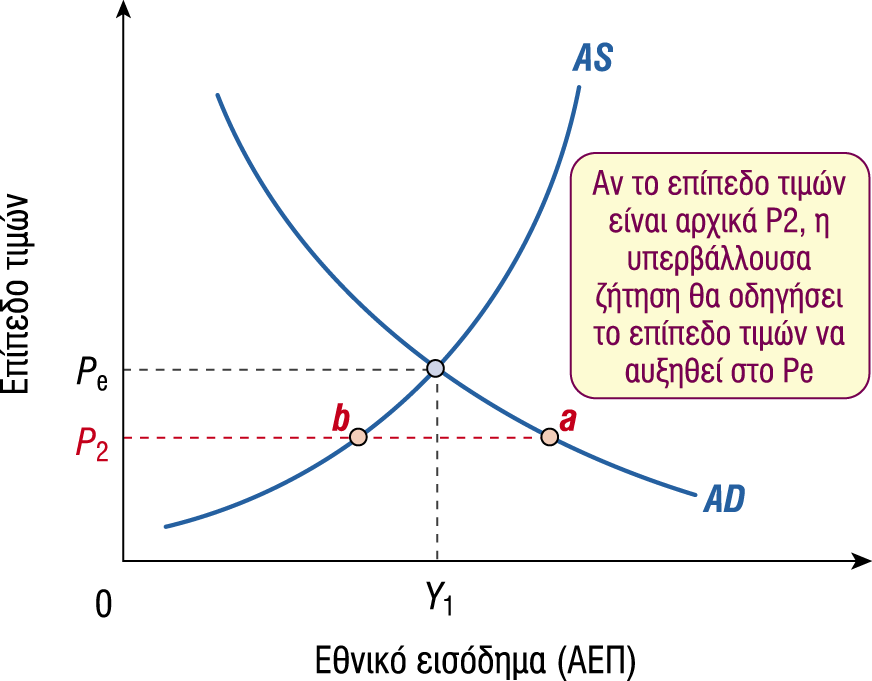 AS
Αν το επίπεδο τιμών
είναι αρχικά P2, η
υπερβάλλουσα
ζήτηση θα οδηγήσει
το επίπεδο τιμών να
αυξηθεί στο Pe
Επίπεδο τιμών
Pe
b
a
P2
AD
0
Y1
Εθνικό εισόδημα (ΑΕΠ)